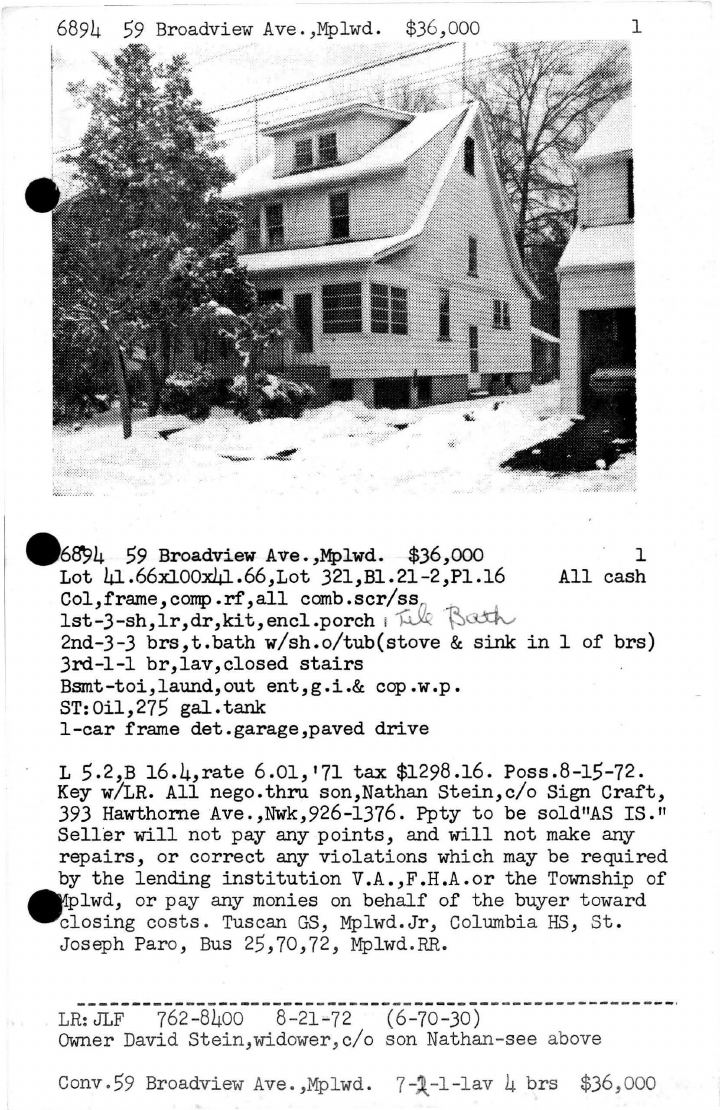 6894 59 Broadview Ave.,Mplwd. $36,000 1
6894 59 Broadview Ave.,Mplwd. $36,000 1
Lot 41.66x100x41.66,Lot 321,Bl.21-2,Pl.16 All cash
Col,frame,comp.rf,all comb.scr/ss
1st-3-sh,lr,dr,kit,encl.porch Tile Bath
2nd-3-3 brs,t.bath w/sh.o/tub(stove & sink in 1 of brs)
3rd-1-1 br,lav,closed stairs
Bsmt-toi,laund,out ent,g.i.& cop.w.p.
ST:Oil,275 gal.tank
1-car frame det.garage,paved drive
L 5.2,B 16.4,rate 6.01,'71 tax $1298.16. Poss.8-15-72.
Key w/LR. All nego.thru son,Nathan Stein,c/o Sign Craft,
393 Hawthorne Ave.,Nwk,926-1376. Ppty to be sold"AS IS."
Seller will not pay any points, and will not make any
repairs, or correct any violations which may be required
by the lending institution V.A.,F.H.A.or the Township of
Mplwd, or pay any monies on behalf of the buyer toward
closing costs. Tuscan GS, Mplwd.Jr, Columbia HS, St.
Joseph Paro, Bus 25,70,72, Mplwd.RR.
LR:JLF 762-8400 8-21-72 (6-70-30)
Owner David Stein,widower,c/o son Nathan-see above
Conv.59 Broadview Ave.,Mplwd. 7-2-1-lav 4 brs $36,000